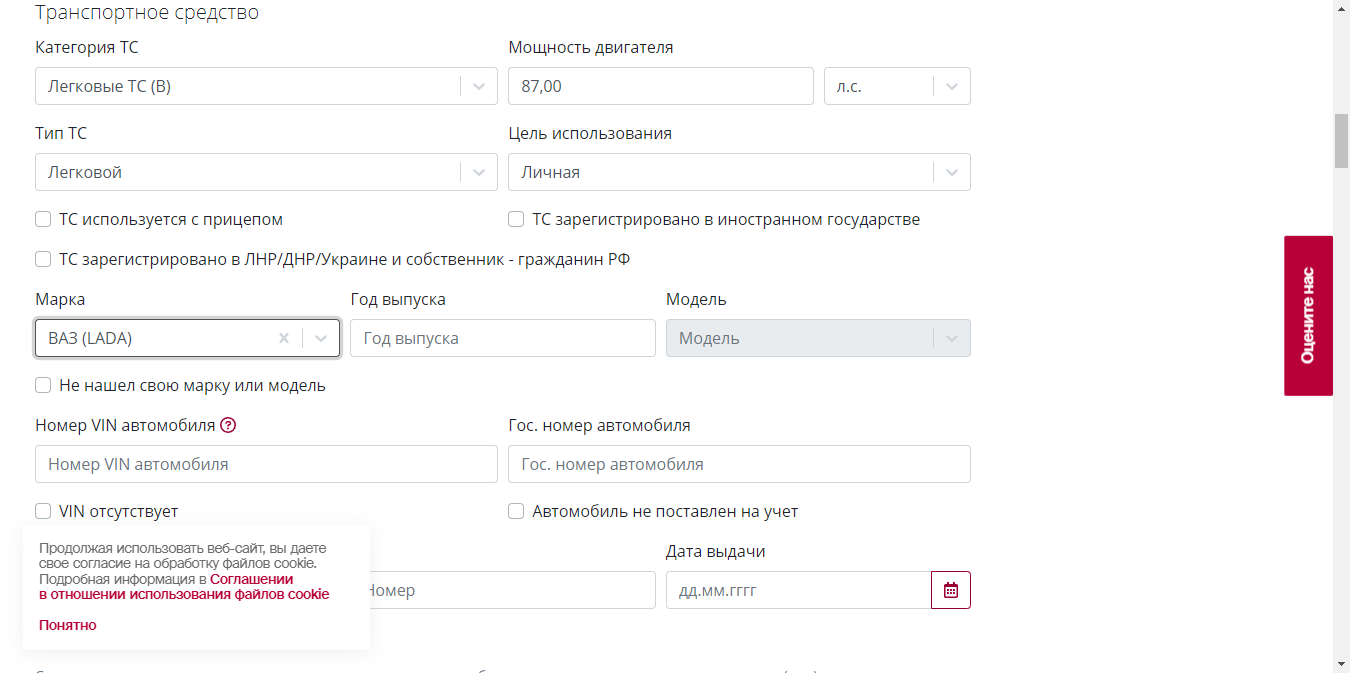 Транспортное средство
Категория ТС
Мощность двигателя
Легковые ТС (B)
87,00
л.с.
Тип ТС
Цель использования
Легковой
Личная
ТС используется с прицепом
ТС зарегистрировано в иностранном государстве
ТС зарегистрировано в ЛНР/ДНР/Украине и собственник - гражданин РФ
Марка
Год выпуска
Модель
ВАЗ (LADA)
Год выпуска
Модель
Не нашел свою марку или модель
Номер VIN автомобиля
Гос. номер автомобиля
Номер VIN автомобиля
Гос. номер автомобиля
VIN отсутствует
Автомобиль не поставлен на учет
Дата выдачи
Номер
дд.мм.гггг
Продолжая использовать веб-сайт, вы даете
свое согласие на обработку файлов cookie.
Подробная информация в Соглашении
в отношении использования файлов cookie
Понятно
Оцените нас